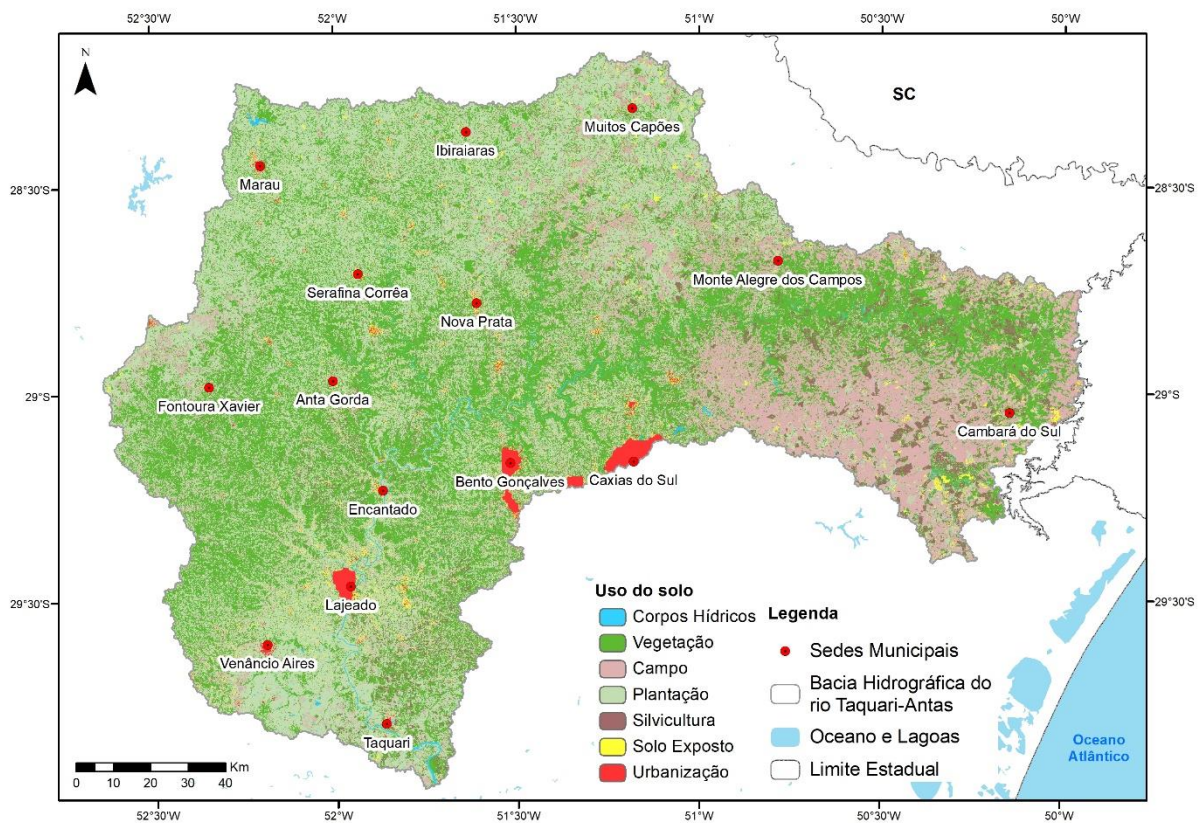 52°30'W 52°W 51°30'W 51°W 50°30'W 50°W
N
SC
Muitos Capões
Ibiraiaras
Marau
28°30'S 28°30'S
Monte Alegre dos Campos
Serafina Corrêa
Nova Prata
29°S 29°S
Fontoura Xavier
Anta Gorda
Cambará do Sul
Bento Gonçalves
Caxias do Sul
Encantado
29°30'S 29°30'S
Lajeado
Venâncio Aires
Taquari
Uso do solo
Corpos Hídricos
Vegetação
Campo
Plantação
Silvicultura
Solo Exposto
Urbanização
Legenda
Sedes Municipais
Bacia Hidrográfica do
rio Taquari-Antas
Oceano e Lagoas
Limite Estadual
Oceano
Atlântico
Km
0 10 20 30 40
52°30'W 52°W 51°30'W 51°W 50°30'W 50°W